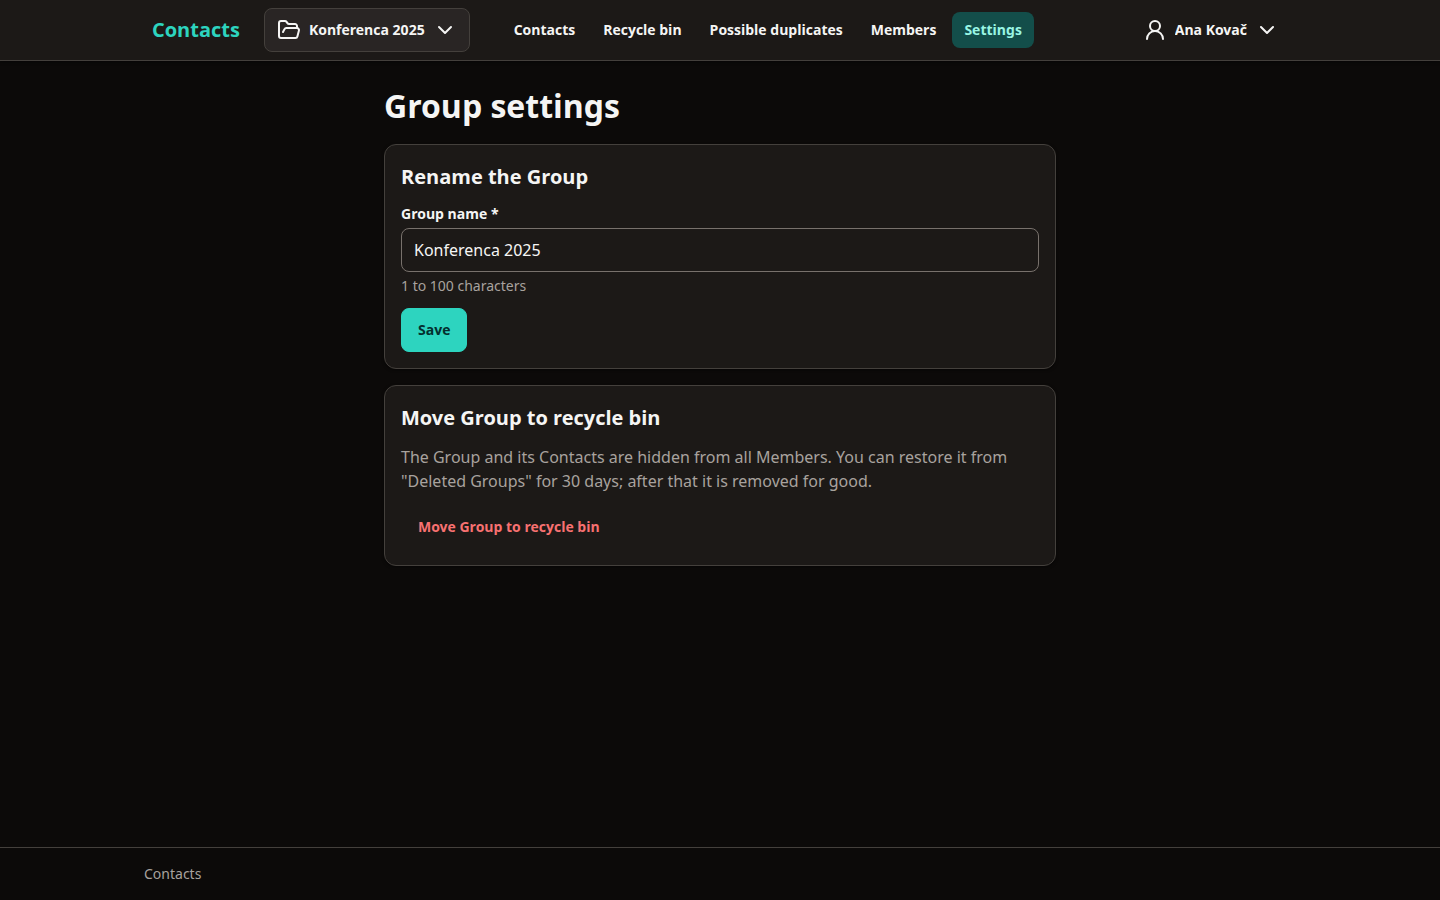 Contacts
Konferenca 2025
Contacts
Recycle bin
Possible duplicates
Members
Settings
Ana Kovač
Group settings
Rename the Group
Group name *
Konferenca 2025
1 to 100 characters
Save
Move Group to recycle bin
The Group and its Contacts are hidden from all Members. You can restore it from
"Deleted Groups" for 30 days; after that it is removed for good.
Move Group to recycle bin
Contacts